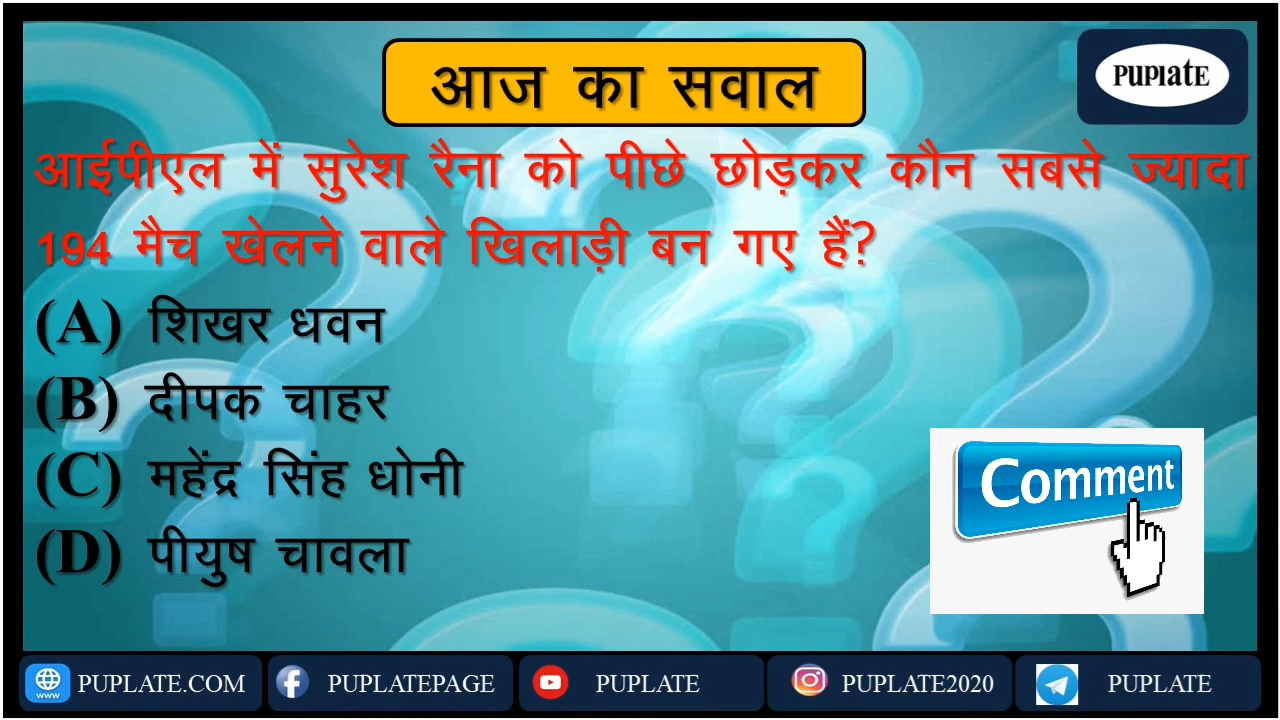 आज का सवाल
PUPlatE
आईपीएल में सुरेश रैना को पीछे छोड़कर कौन सबसे ज्यादा
194 मैच खेलने वाले खिलाड़ी बन गए हैं?
(A) शिखर धवन
(B) दीपक चाहर
(C) महेंद्र सिंह धोनी
(D) पीयुष चावला
Comment
www PUPLATE.COM PUPLATEPAGE PUPLATE PUPLATE2020 PUPLATE